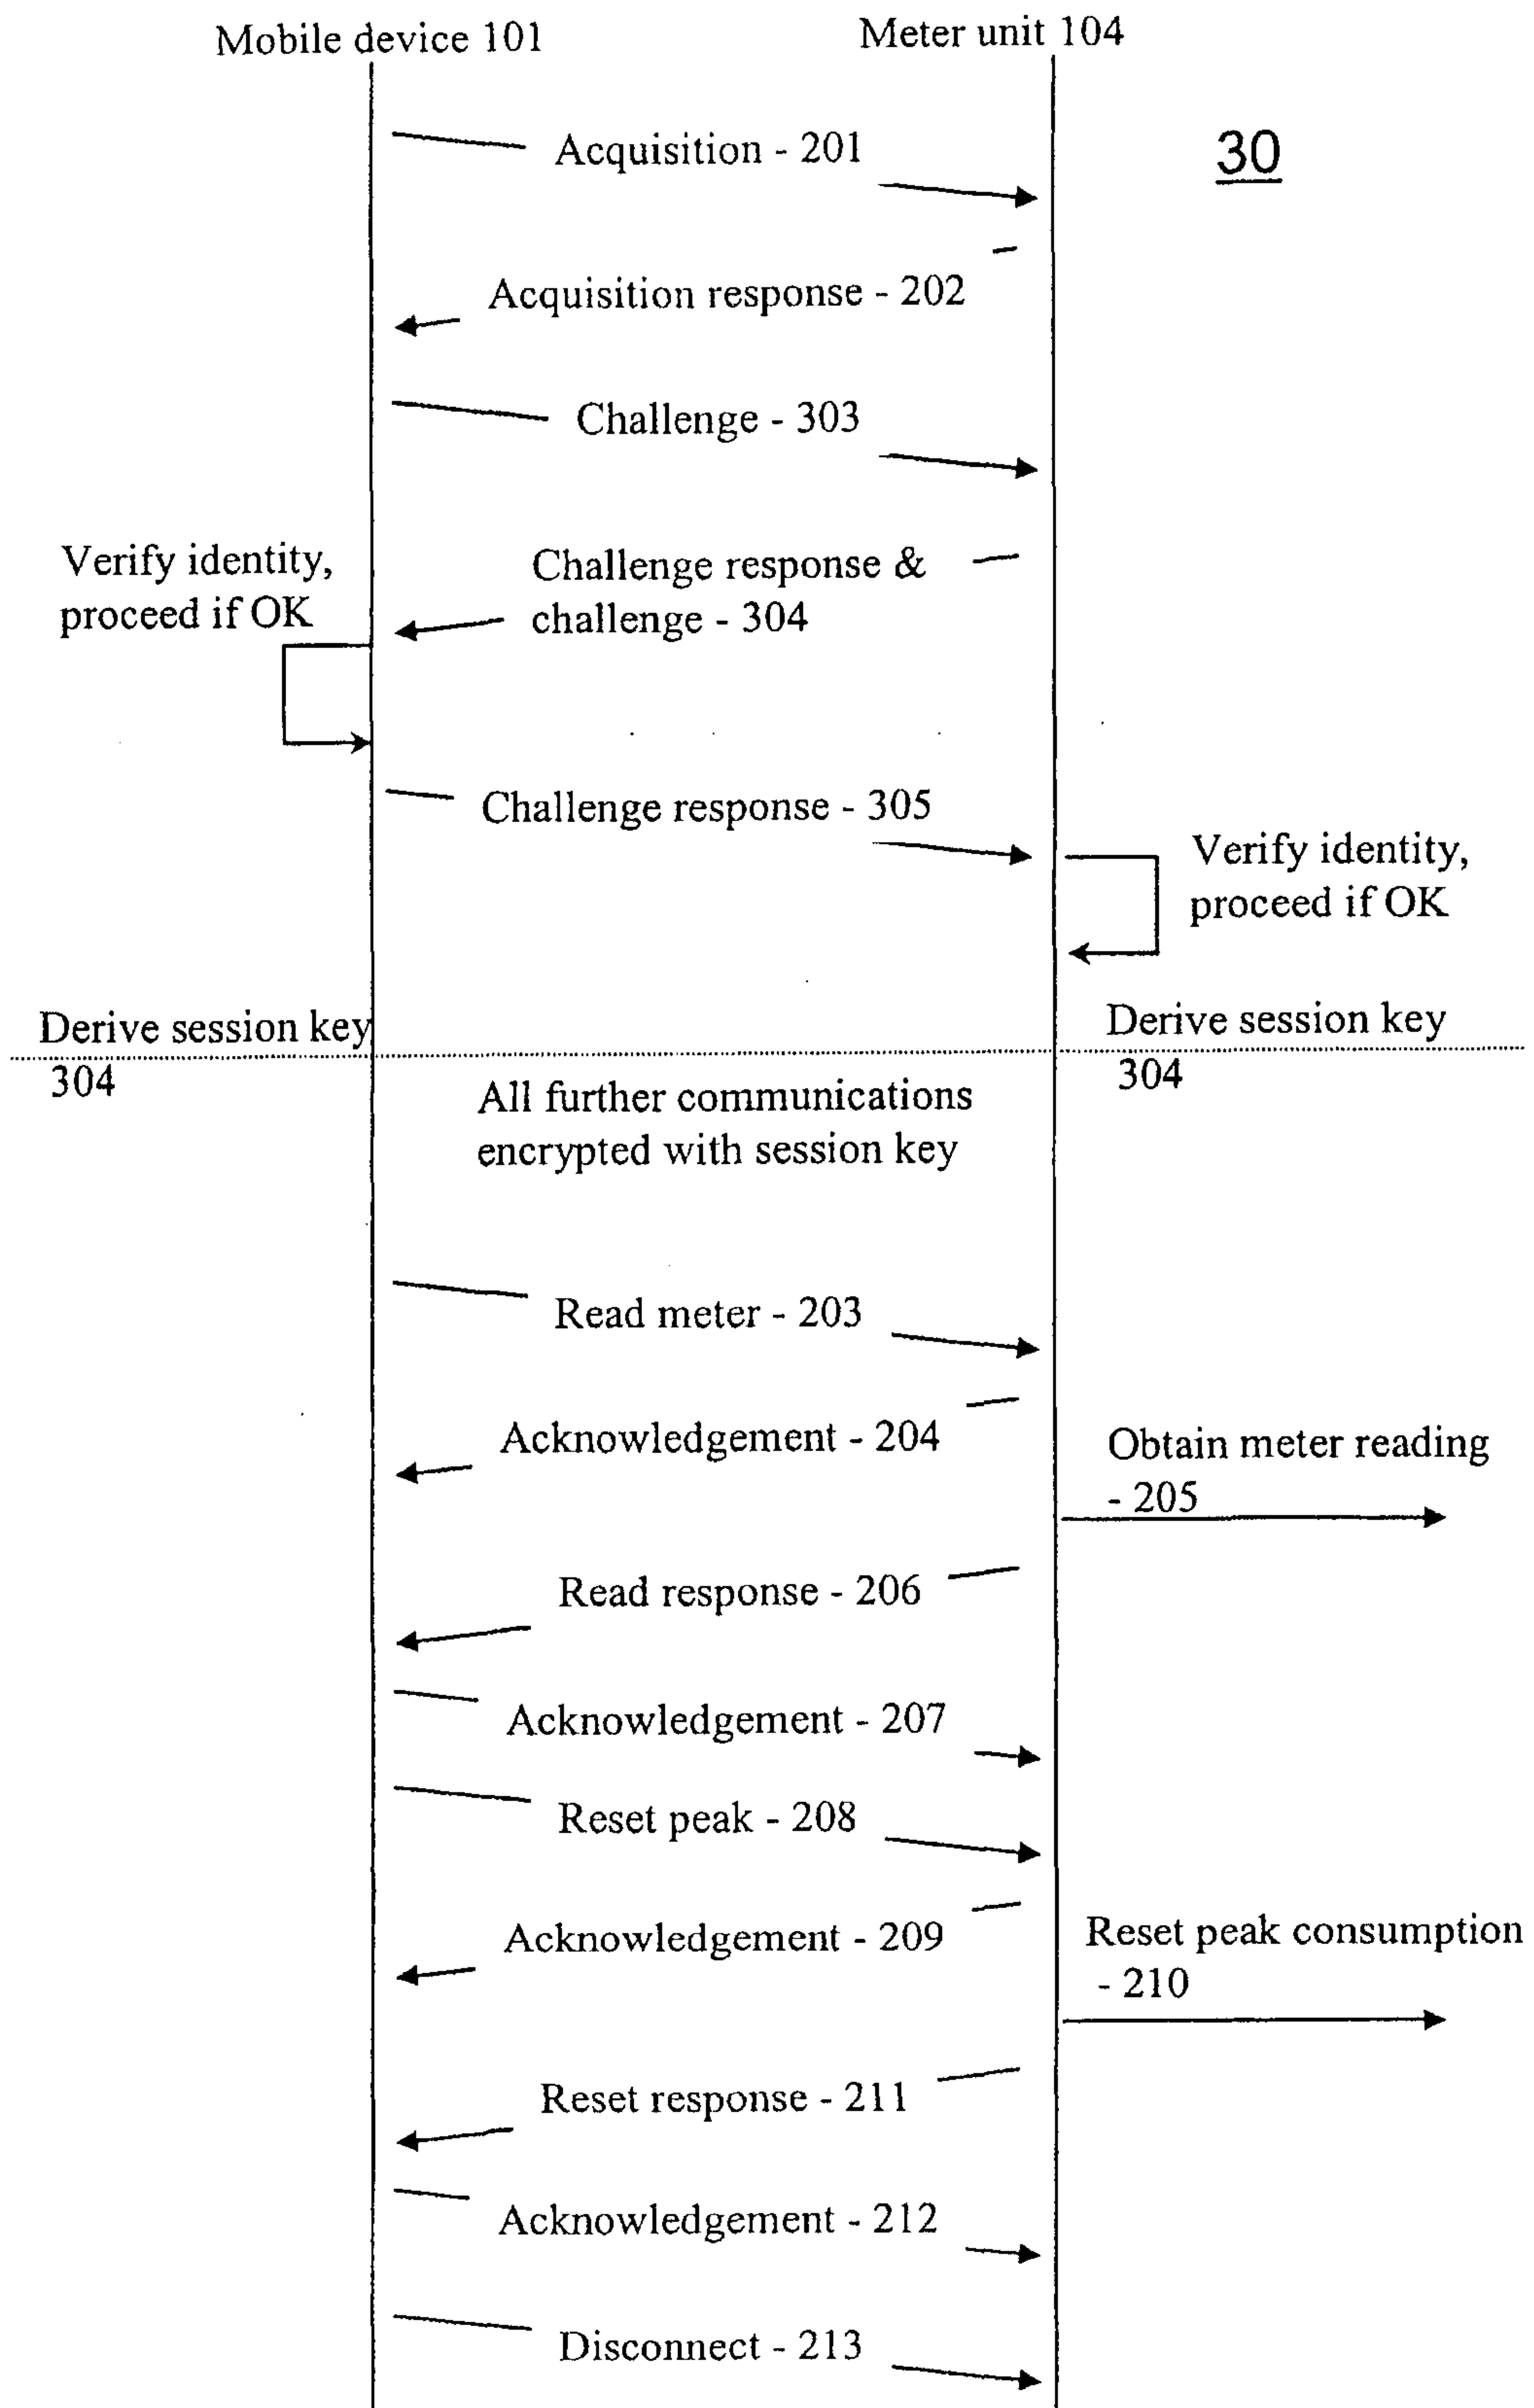 Mobile device 101
Meter unit 104
30
Acquisition - 201
Acquisition response - 202
Challenge - 303
Verify identity,
proceed if OK
Challenge response &
challenge - 304
Challenge response - 305
Verify identity,
proceed if OK
Derive session key
304
Derive session key
304
All further communications
encrypted with session key
Read meter - 203
Acknowledgement - 204
Obtain meter reading
- 205
Read response - 206
Acknowledgement - 207
Reset peak - 208
Acknowledgement - 209
Reset peak consumption
- 210
Reset response - 211
Acknowledgement - 212
Disconnect - 213